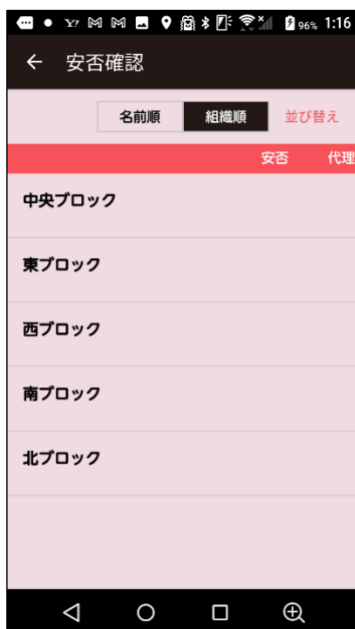 Y! 96% 1:16
安否確認
名前順 組織順 並び替え
安否 代理
中央ブロック
東ブロック
西ブロック
南ブロック
北ブロック